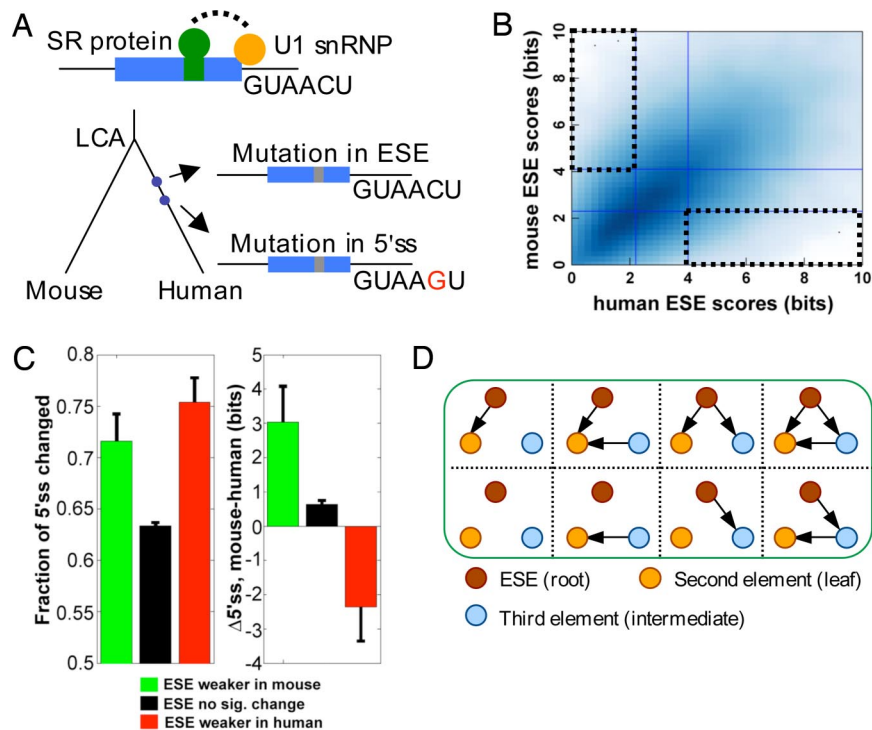 A
SR protein
U1 snRNP
GUAACU
LCA
Mutation in ESE
GUAACU
Mutation in 5'ss
GUAAGU
Mouse
Human
B
mouse ESE scores (bits)
10
8
6
4
2
0
0
2
4
6
8
10
human ESE scores (bits)
C
Fraction of 5'ss changed
0.8
0.75
0.7
0.65
0.6
0.55
0.5
Δ5'ss, mouse-human (bits)
5
4
3
2
1
0
-1
-2
-3
-4
ESE weaker in mouse
ESE no sig. change
ESE weaker in human
D
ESE (root)
Second element (leaf)
Third element (intermediate)